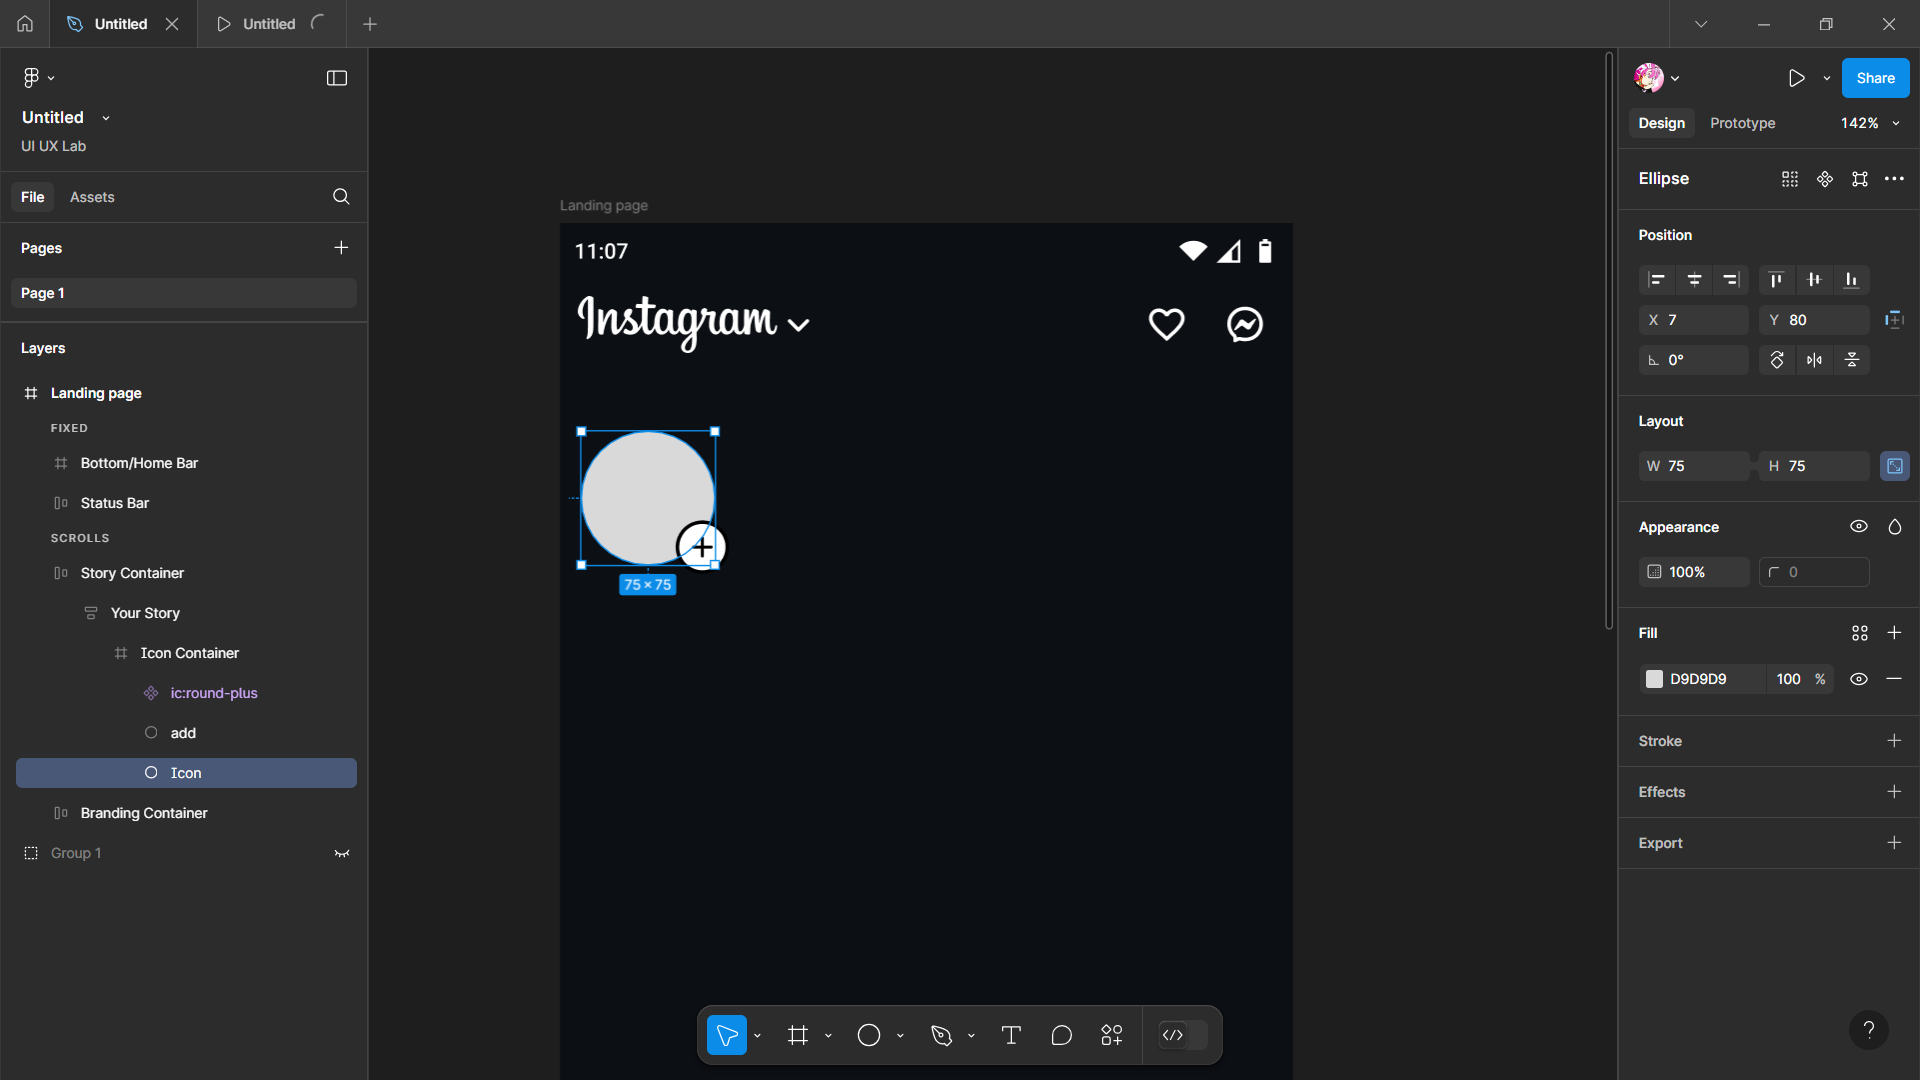 Untitled
Untitled
Untitled
UI UX Lab
File
Assets
Pages
Page 1
Layers
Landing page
FIXED
Bottom/Home Bar
Status Bar
SCROLLS
Story Container
Your Story
Icon Container
ic:round-plus
add
Icon
Branding Container
Group 1
Landing page
11:07
Instagram
75 × 75
Share
Design
Prototype
142%
Ellipse
Position
X 7
Y 80
0°
Layout
W 75
H 75
Appearance
100%
0
Fill
D9D9D9 100 %
Stroke
Effects
Export
?